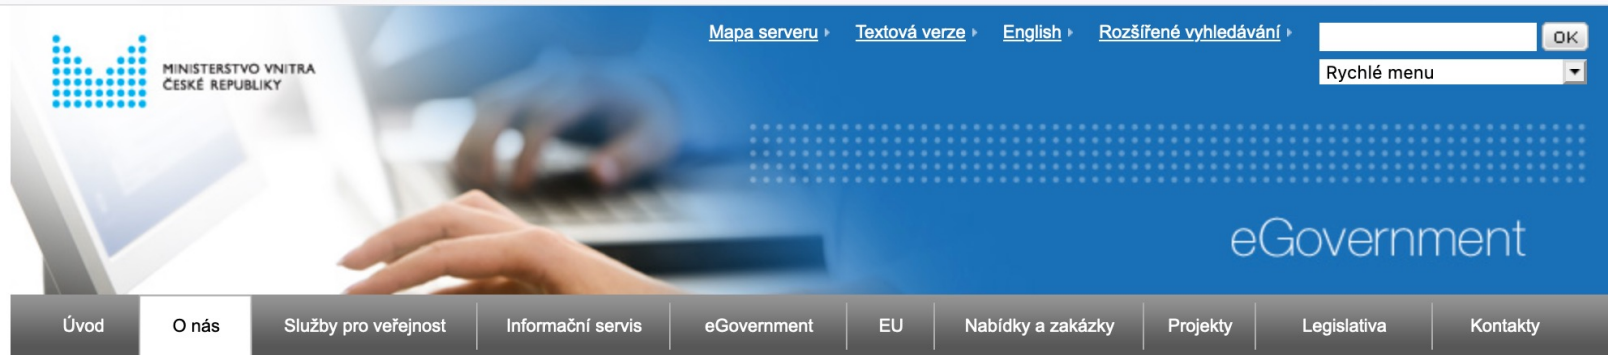 Mapa serveru
Textová verze
English
Rozšířené vyhledávání
OK
Rychlé menu
MINISTERSTVO VNITRA
ČESKÉ REPUBLIKY
eGovernment
Úvod
O nás
Služby pro veřejnost
Informační servis
eGovernment
EU
Nabídky a zakázky
Projekty
Legislativa
Kontakty